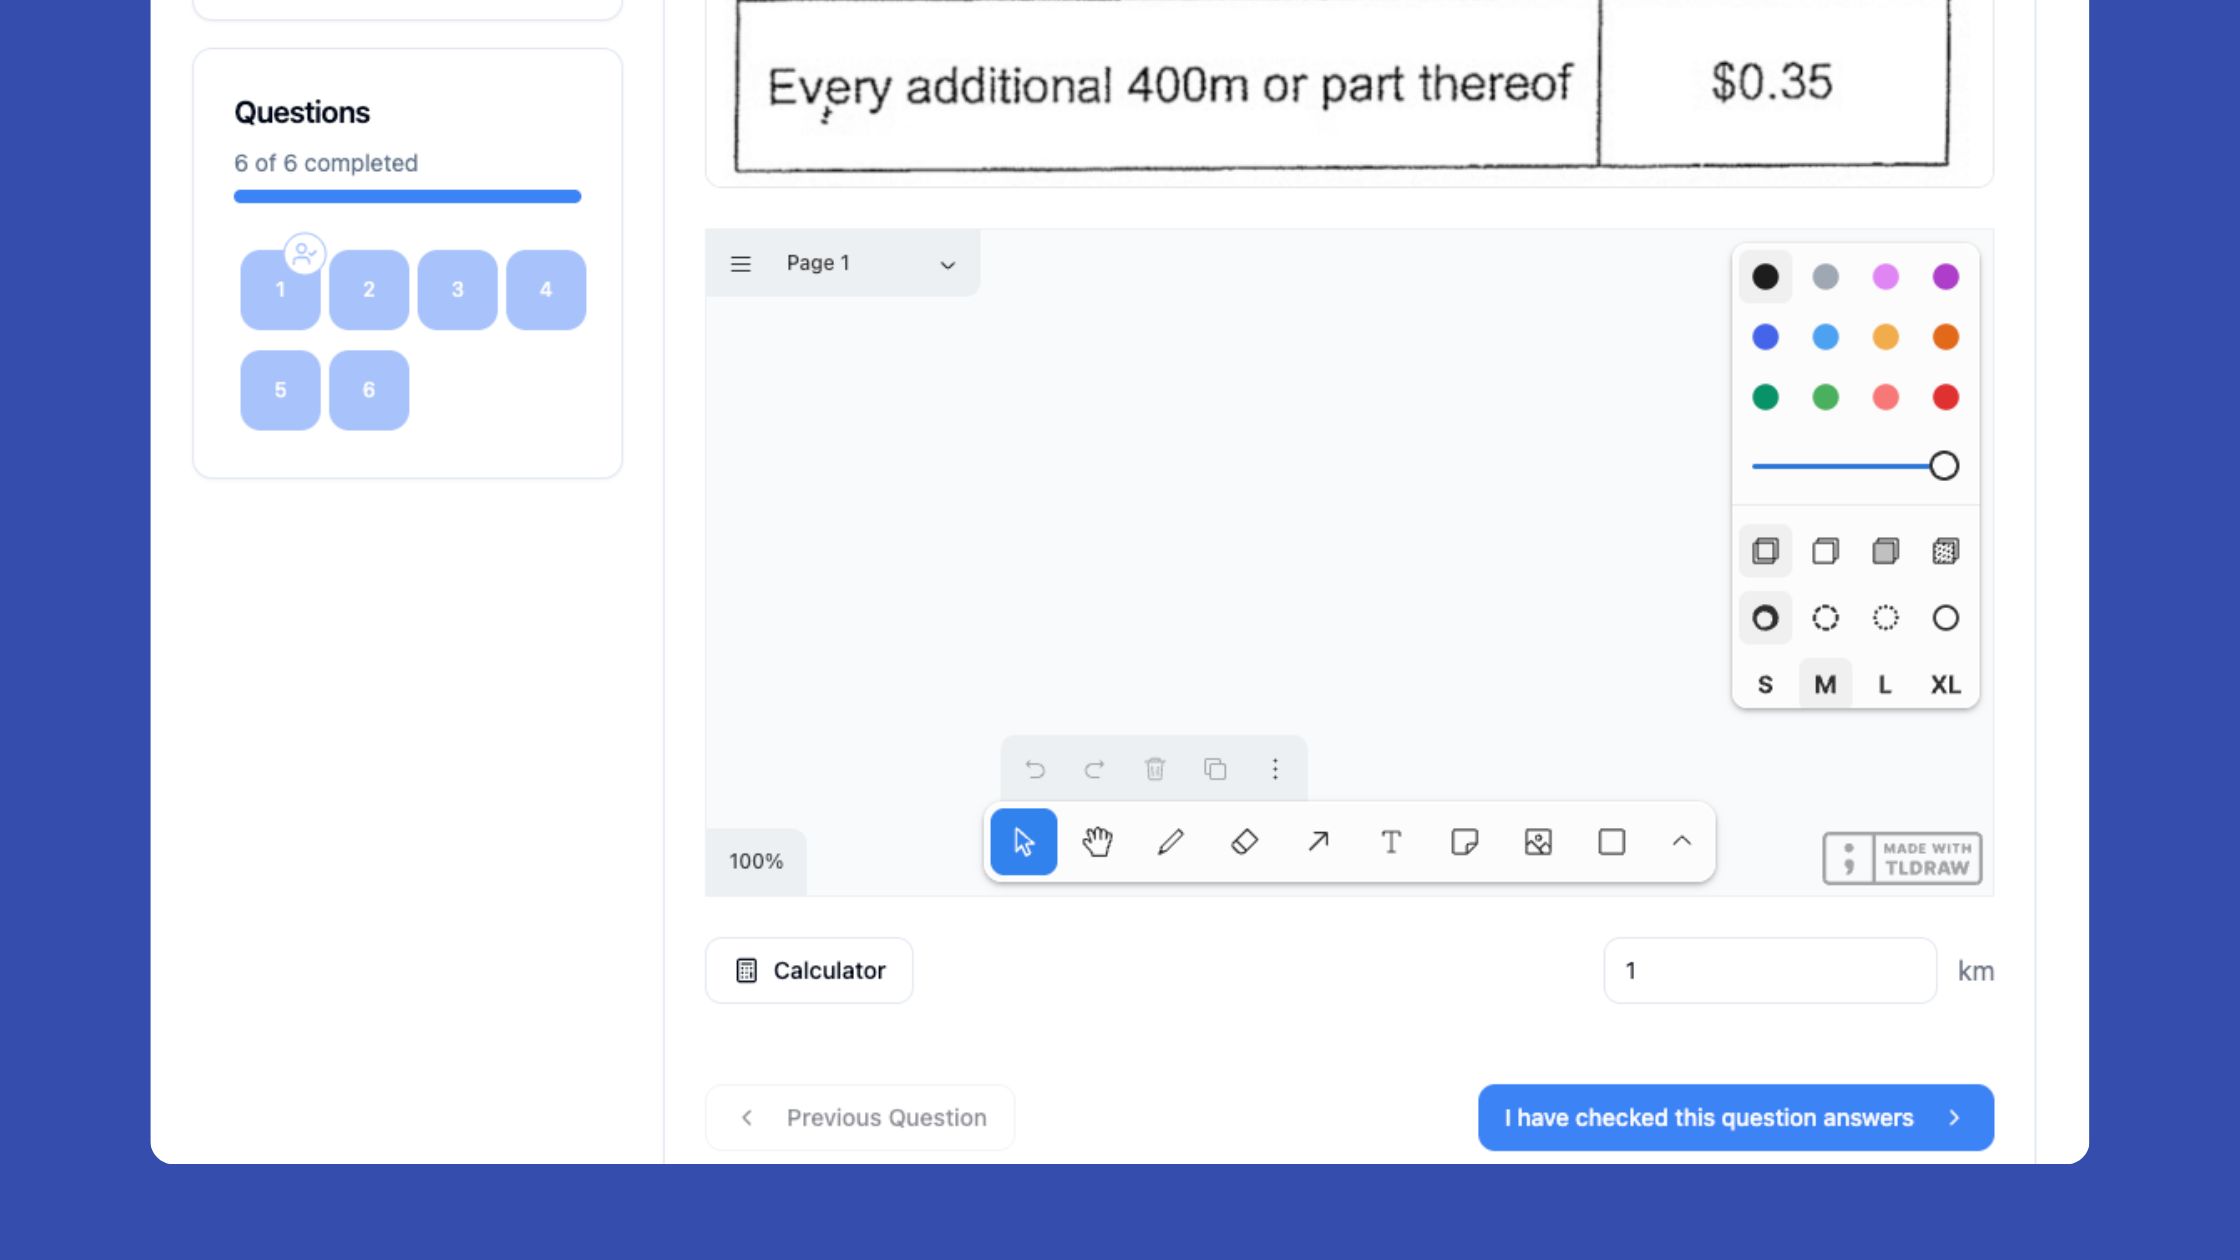 Every additional 400m or part thereof $0.35
Questions
6 of 6 completed
1 2 3 4
5 6
Page 1
S M L XL
100%
MADE WITH
TLDRAW
Calculator
1 km
Previous Question
I have checked this question answers